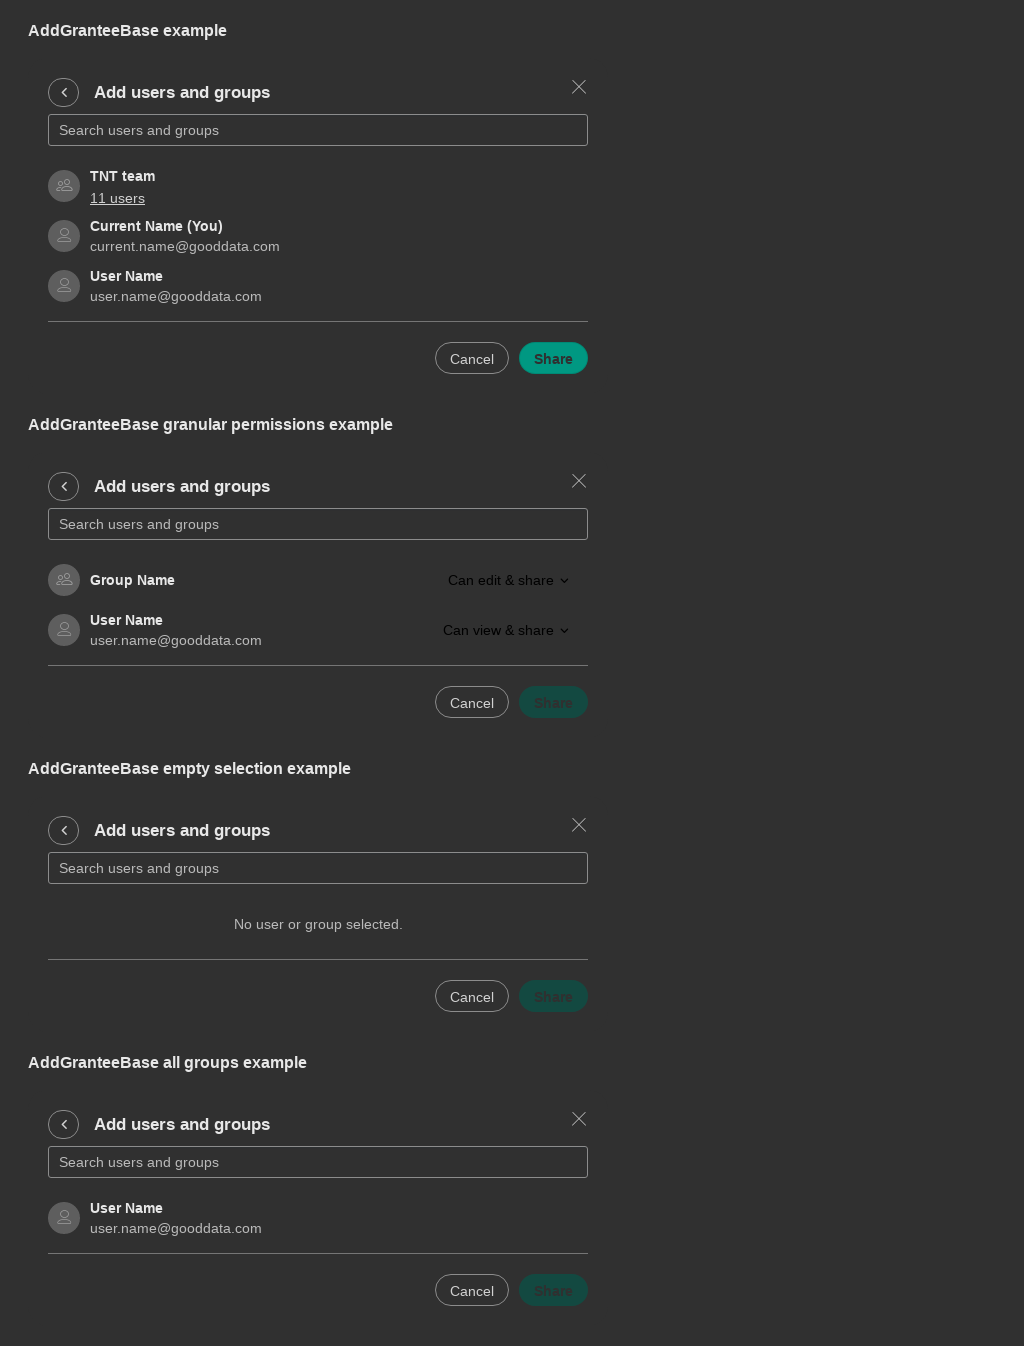 AddGranteeBase example
Add users and groups
Search users and groups
TNT team
11 users
Current Name (You)
current.name@gooddata.com
User Name
user.name@gooddata.com
Cancel
Share
AddGranteeBase granular permissions example
Add users and groups
Search users and groups
Group Name
Can edit & share
User Name
user.name@gooddata.com
Can view & share
Cancel
Share
AddGranteeBase empty selection example
Add users and groups
Search users and groups
No user or group selected.
Cancel
Share
AddGranteeBase all groups example
Add users and groups
Search users and groups
User Name
user.name@gooddata.com
Cancel
Share